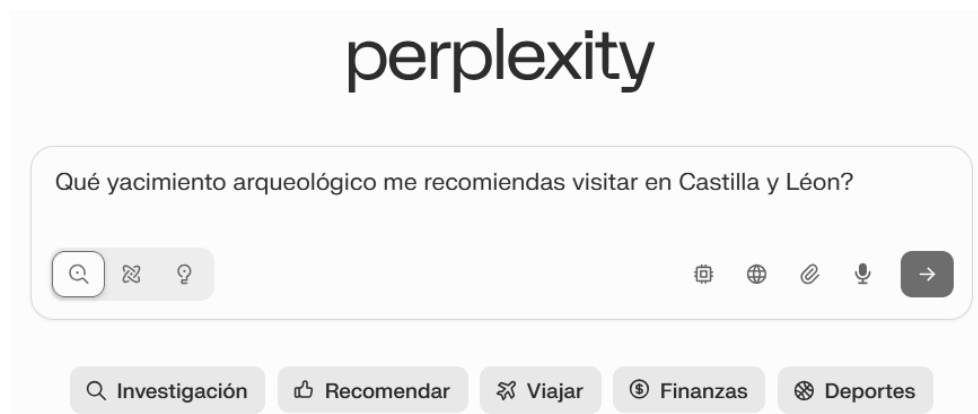 perplexity
Qué yacimiento arqueológico me recomiendas visitar en Castilla y Léon?
Investigación Recomendar Viajar Finanzas Deportes